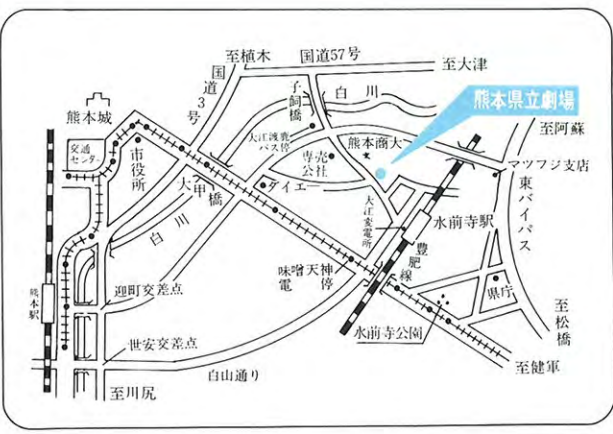 至植木
国道57号
至大津
国道3号
子飼橋
白川
熊本県立劇場
熊本城
大江渡鹿
バス停
熊本商大
至阿蘇
交通
センター
市役所
専売
公社
マツフジ支店
大甲橋
ダイエー
東バイパス
白川
大江変電所
水前寺駅
味噌天神
電停
豊肥線
県庁
熊本駅
迎町交差点
水前寺公園
至松橋
世安交差点
至健軍
白山通り
至川尻